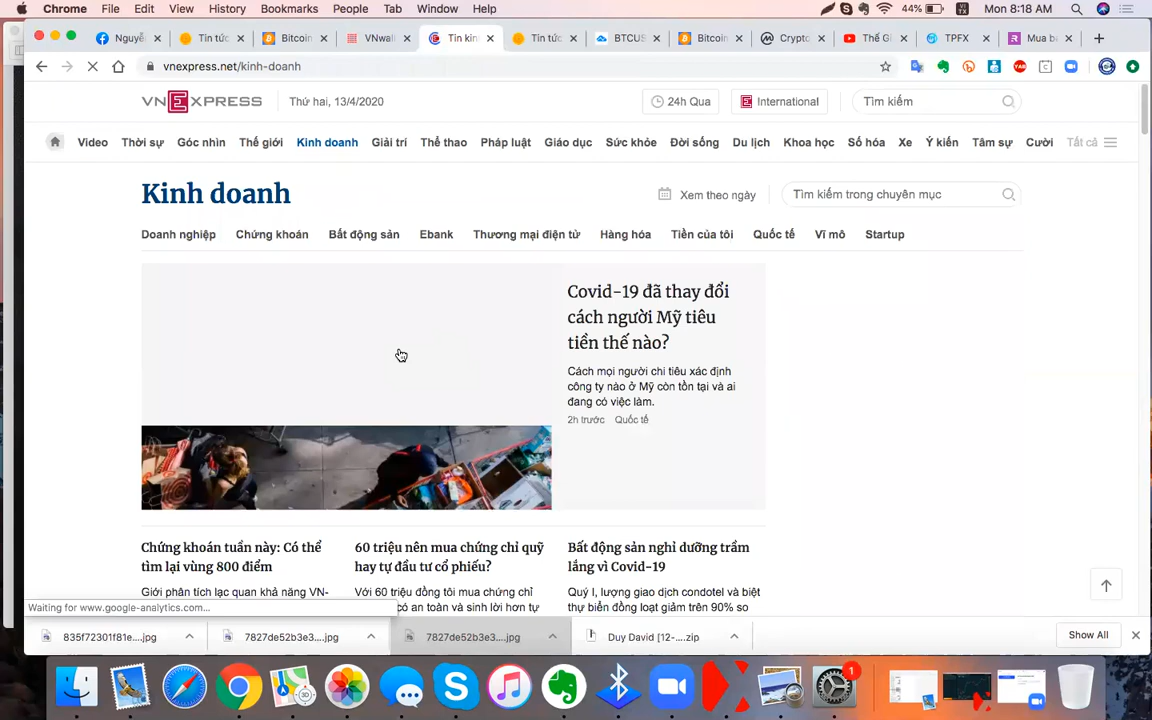 Chrome File Edit View History Bookmarks People Tab Window Help 44% Mon 8:18 AM
Nguyễ Tin tức Bitcoin VNwall Tin kin Tin tức BTCUS Bitcoin Crypto Thế Gi TPFX Mua b
vnexpress.net/kinh-doanh
VNEXPRESS Thứ hai, 13/4/2020 24h Qua International Tìm kiếm
Video Thời sự Góc nhìn Thế giới Kinh doanh Giải trí Thể thao Pháp luật Giáo dục Sức khỏe Đời sống Du lịch Khoa học Số hóa Xe Ý kiến Tâm sự Cười Tất cả
Kinh doanh Xem theo ngày Tìm kiếm trong chuyên mục
Doanh nghiệp Chứng khoán Bất động sản Ebank Thương mại điện tử Hàng hóa Tiền của tôi Quốc tế Vĩ mô Startup
Covid-19 đã thay đổi
cách người Mỹ tiêu
tiền thế nào?
Cách mọi người chi tiêu xác định
công ty nào ở Mỹ còn tồn tại và ai
đang có việc làm.
2h trước Quốc tế
Chứng khoán tuần này: Có thể
tìm lại vùng 800 điểm
Giới phân tích lạc quan khả năng VN-
60 triệu nên mua chứng chỉ quỹ
hay tự đầu tư cổ phiếu?
Với 60 triệu đồng tôi mua chứng chỉ
có an toàn và sinh lời hơn tự
Bất động sản nghỉ dưỡng trầm
lắng vì Covid-19
Quý I, lượng giao dịch condotel và biệt
thự biển đồng loạt giảm trên 90% so
Waiting for www.google-analytics.com...
835f72301f81e....jpg 7827de52b3e3....jpg 7827de52b3e3....jpg Duy David [12-....zip Show All
1